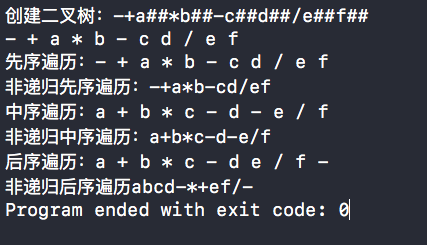 创建二叉树：-+a##*b##-c##d##/e##f##
- + a * b - c d / e f
先序遍历：- + a * b - c d / e f
非递归先序遍历：-+a*b-cd/ef
中序遍历：a + b * c - d - e / f
非递归中序遍历：a+b*c-d-e/f
后序遍历：a + b * c - d e / f -
非递归后序遍历abcd-*+ef/-
Program ended with exit code: 0